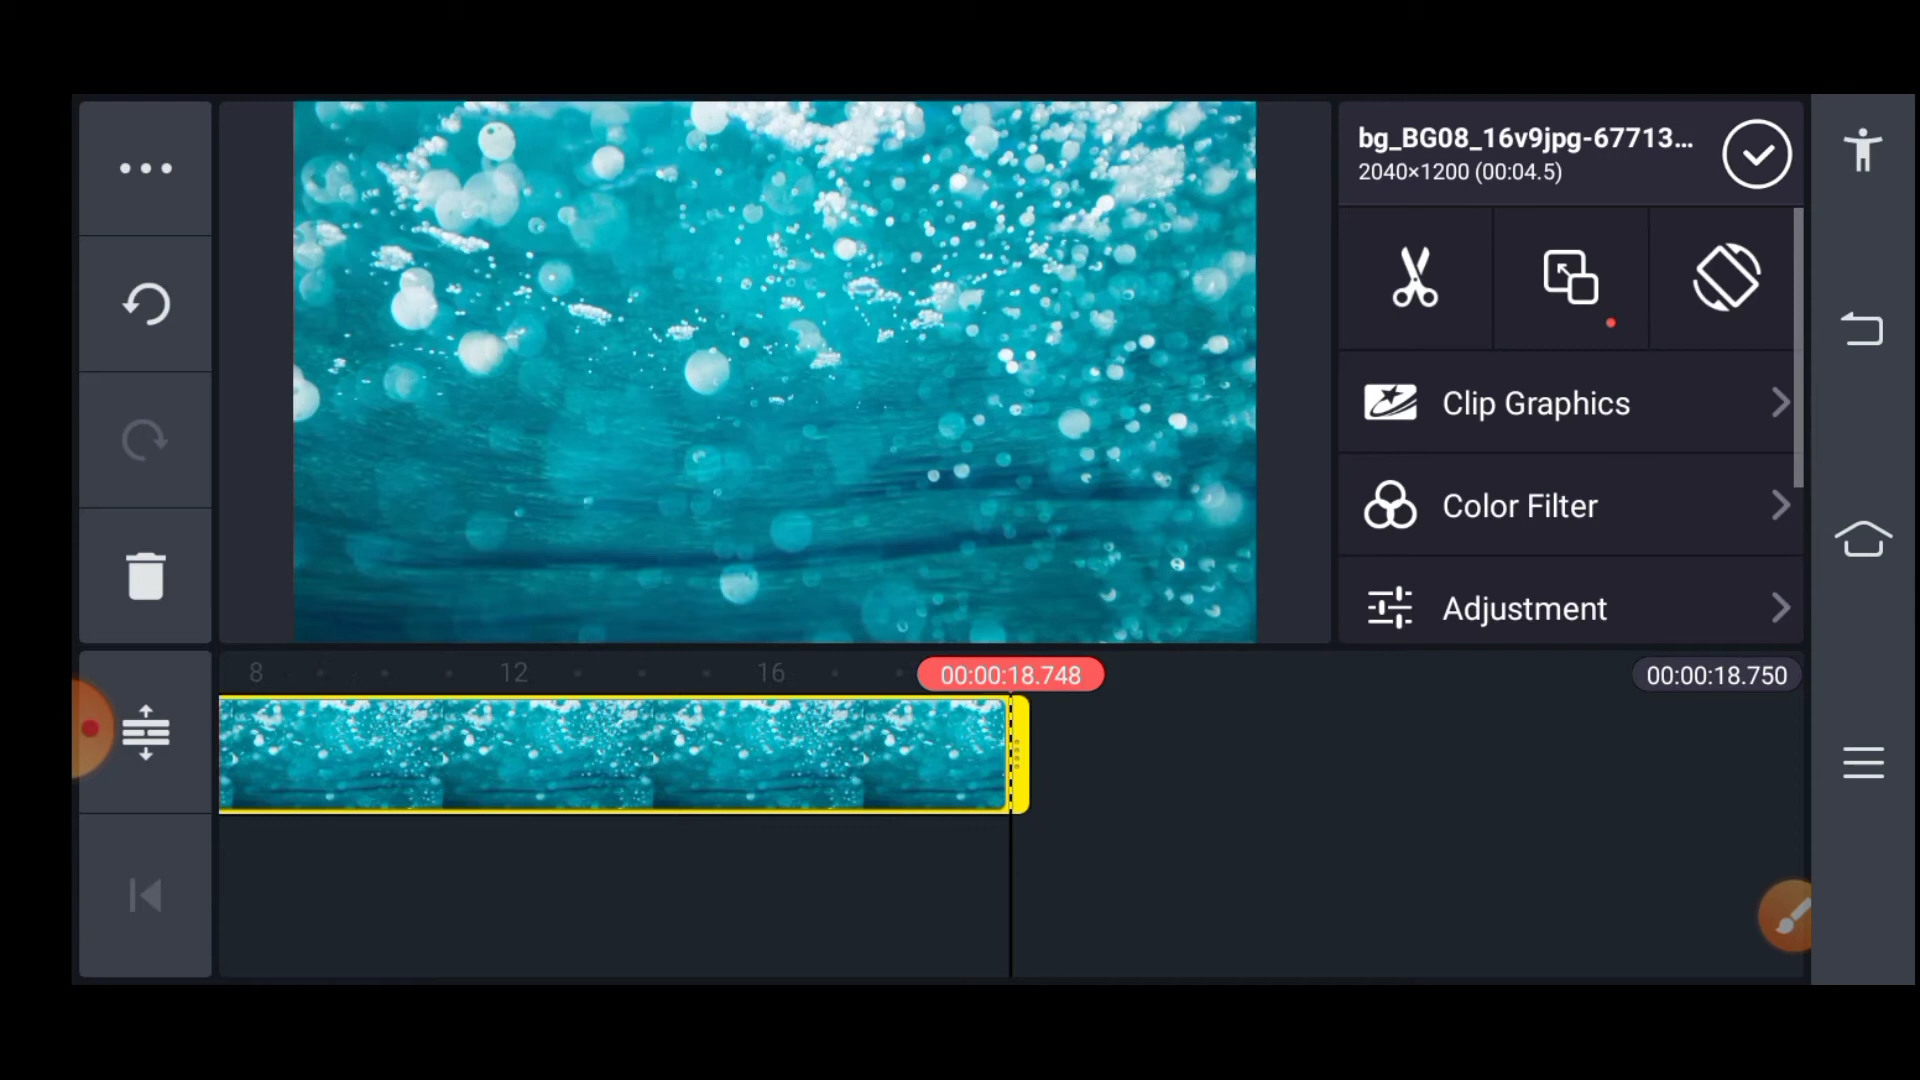 bg_BG08_16v9jpg-67713...
2040×1200 (00:04.5)
Clip Graphics
Color Filter
Adjustment
8 12 16 00:00:18.748 00:00:18.750